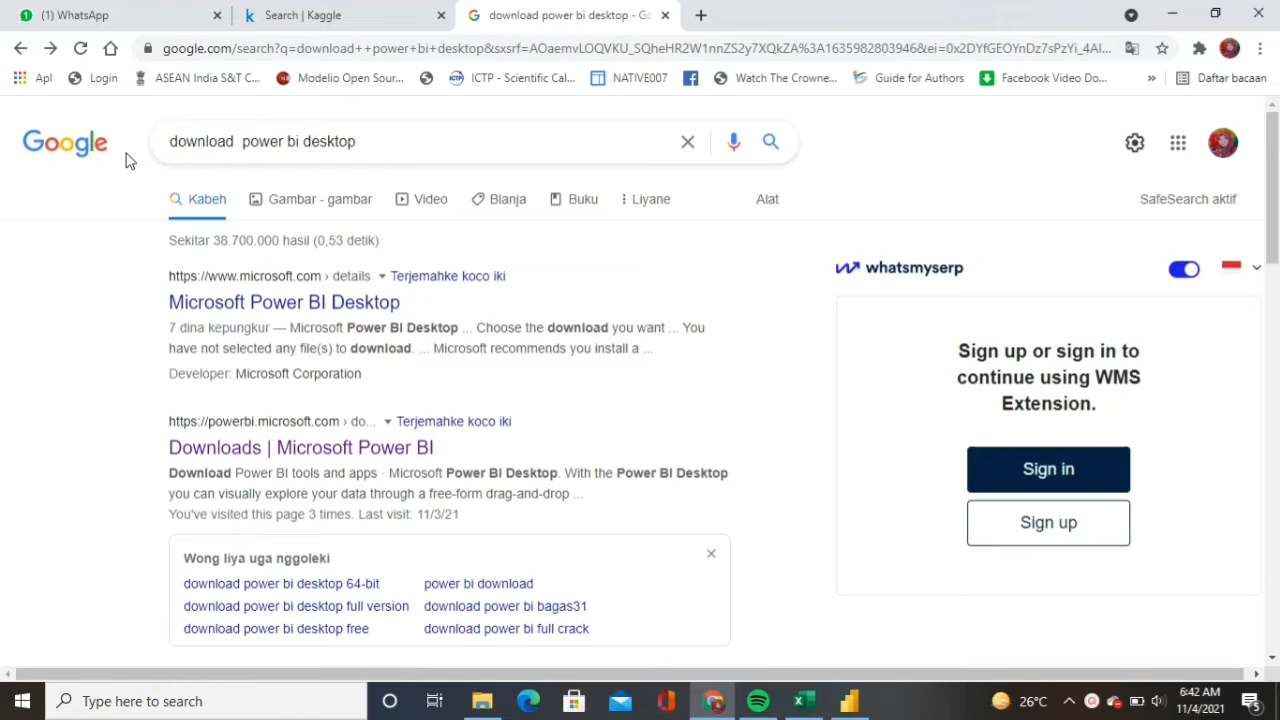 (1) WhatsApp
Search | Kaggle
download power bi desktop - Go
google.com/search?q=download++power+bi+desktop&sxsrf=AOaemvLOQVKU_SQheHR2W1nnZS2y7XQkZA%3A1635982803946&ei=0x2DYfGEOYnDz7sPzYi_4Al...
Apl
Login
ASEAN India S&T C...
Modelio Open Sour...
ICTP - Scientific Cal...
NATIVE007
Watch The Crowne...
Guide for Authors
Facebook Video Do...
»
Daftar bacaan
Google
download power bi desktop
Kabeh
Gambar - gambar
Video
Blanja
Buku
Liyane
Alat
SafeSearch aktif
Sekitar 38.700.000 hasil (0,53 detik)
https://www.microsoft.com › details
Terjemahke koco iki
Microsoft Power BI Desktop
7 dina kepungkur — Microsoft Power BI Desktop ... Choose the download you want ... You
have not selected any file(s) to download. ... Microsoft recommends you install a ...
Developer: Microsoft Corporation
https://powerbi.microsoft.com › do...
Terjemahke koco iki
Downloads | Microsoft Power BI
Download Power BI tools and apps · Microsoft Power BI Desktop. With the Power BI Desktop
you can visually explore your data through a free-form drag-and-drop ...
You've visited this page 3 times. Last visit: 11/3/21
Wong liya uga nggoleki
download power bi desktop 64-bit
power bi download
download power bi desktop full version
download power bi bagas31
download power bi desktop free
download power bi full crack
whatsmyserp
Sign up or sign in to
continue using WMS
Extension.
Sign in
Sign up
Type here to search
26°C
6:42 AM
11/4/2021
5